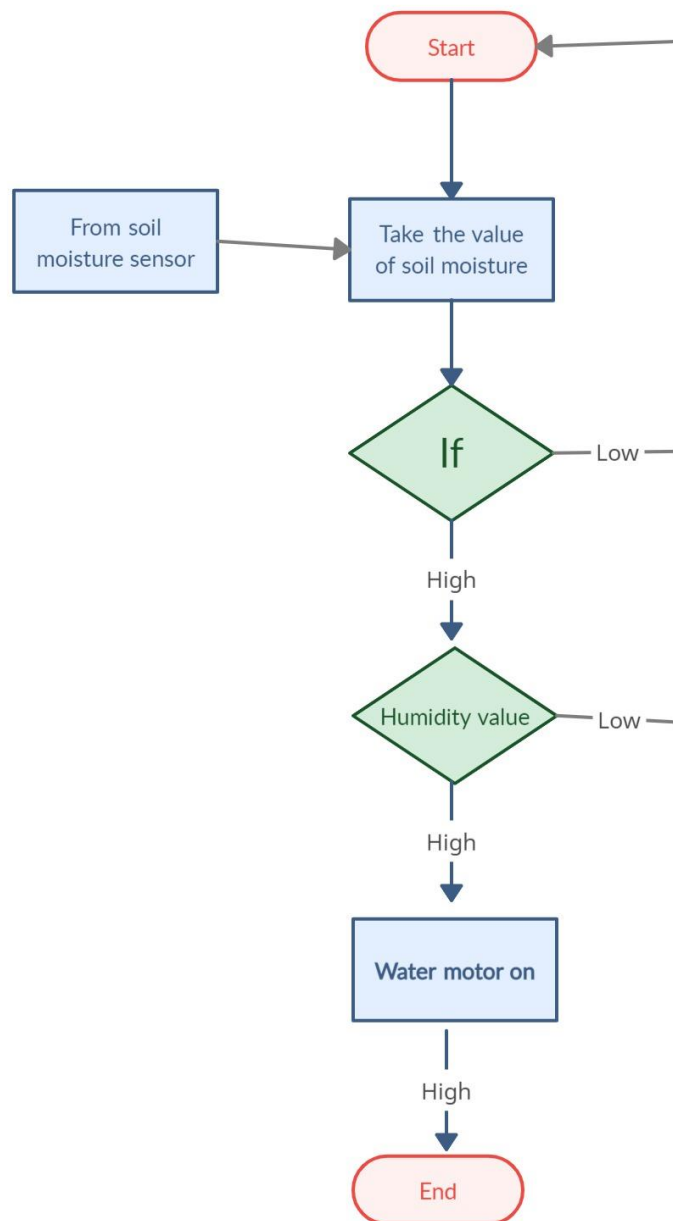 Start
From soil
moisture sensor
Take the value
of soil moisture
If
Low
High
Humidity value
Low
High
Water motor on
High
End